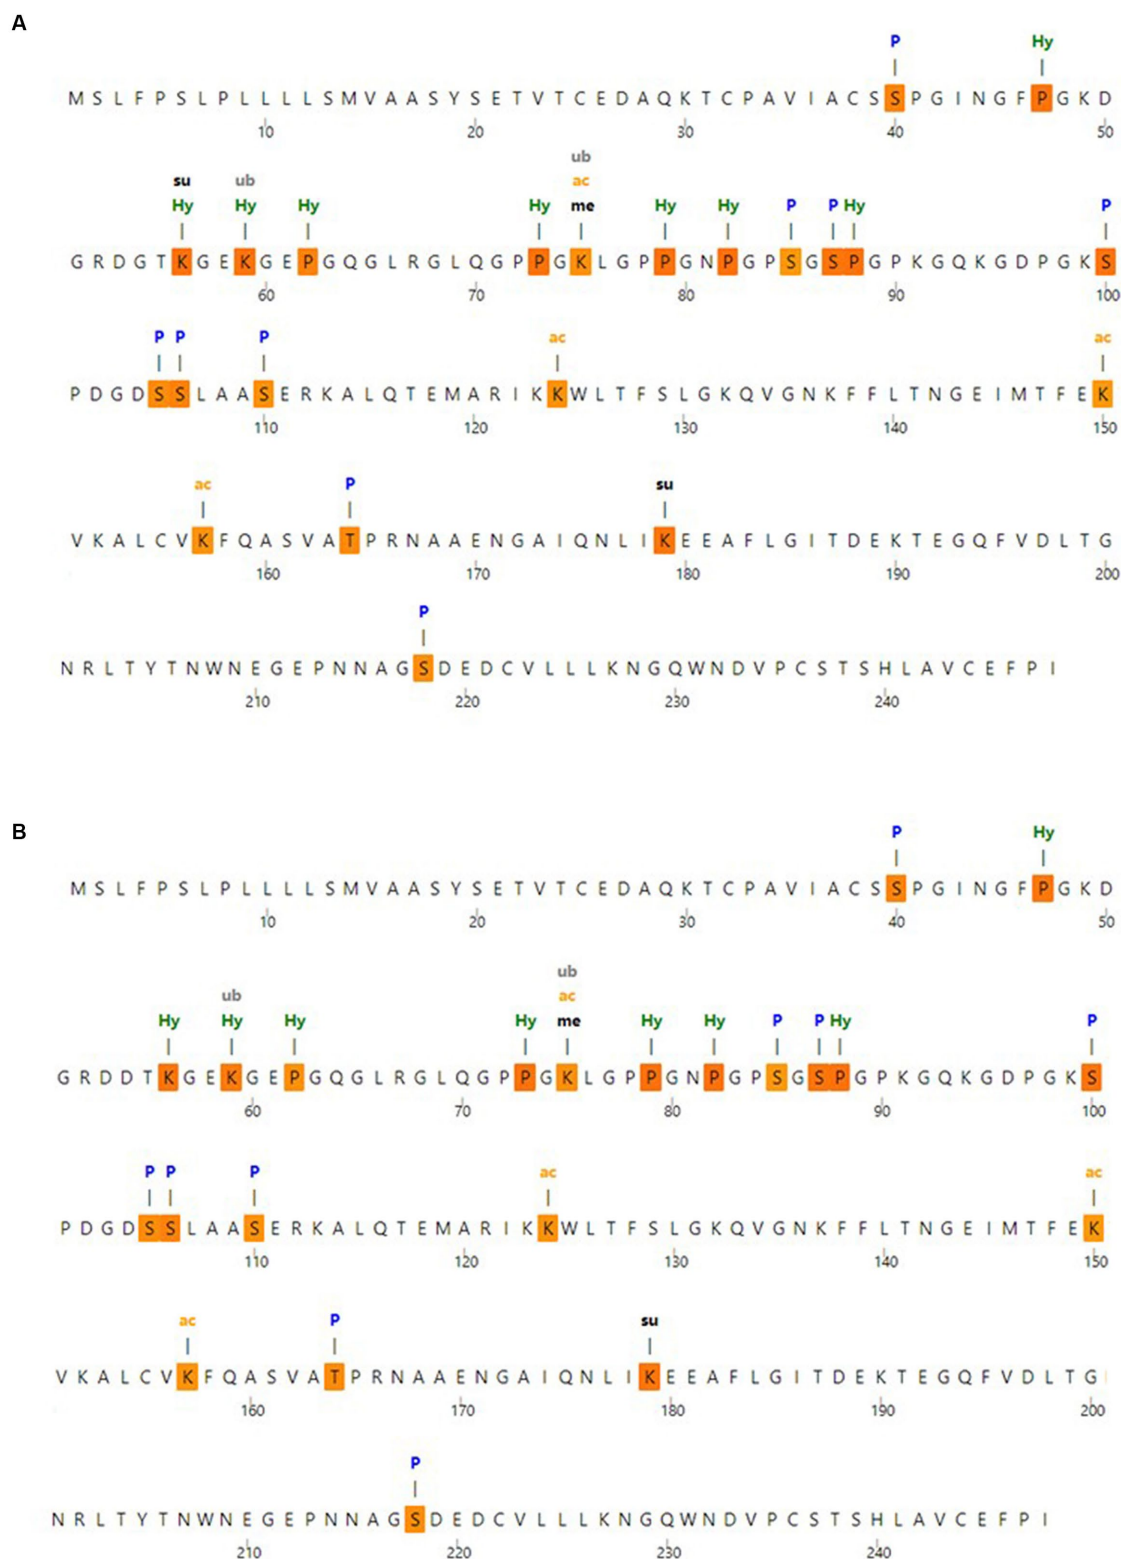 A
P Hy
M S L F P S L P L L L L S M V A A S Y S E T V T C E D A Q K T C P A V I A C S S P G I N G F P G K D
10 20 30 40 50
ub
su ub ac
Hy Hy Hy Hy me Hy Hy P P Hy P
G R D G T K G E K G E P G Q G L R G L Q G P P G K L G P P G N P G P S G S P G P K G Q K G D P G K S
60 70 80 90 100
P P P ac ac
P D G D S S L A A S E R K A L Q T E M A R I K K W L T F S L G K Q V G N K F F L T N G E I M T F E K
110 120 130 140 150
ac P su
V K A L C V K F Q A S V A T P R N A A E N G A I Q N L I K E E A F L G I T D E K T E G Q F V D L T G
160 170 180 190 200
P
N R L T Y T N W N E G E P N N A G S D E D C V L L L K N G Q W N D V P C S T S H L A V C E F P I
210 220 230 240
B
P Hy
M S L F P S L P L L L L S M V A A S Y S E T V T C E D A Q K T C P A V I A C S S P G I N G F P G K D
10 20 30 40 50
ub
ub ac
Hy Hy Hy Hy me Hy Hy P P Hy P
G R D D T K G E K G E P G Q G L R G L Q G P P G K L G P P G N P G P S G S P G P K G Q K G D P G K S
60 70 80 90 100
P P P ac ac
P D G D S S L A A S E R K A L Q T E M A R I K K W L T F S L G K Q V G N K F F L T N G E I M T F E K
110 120 130 140 150
ac P su
V K A L C V K F Q A S V A T P R N A A E N G A I Q N L I K E E A F L G I T D E K T E G Q F V D L T G
160 170 180 190 200
P
N R L T Y T N W N E G E P N N A G S D E D C V L L L K N G Q W N D V P C S T S H L A V C E F P I
210 220 230 240